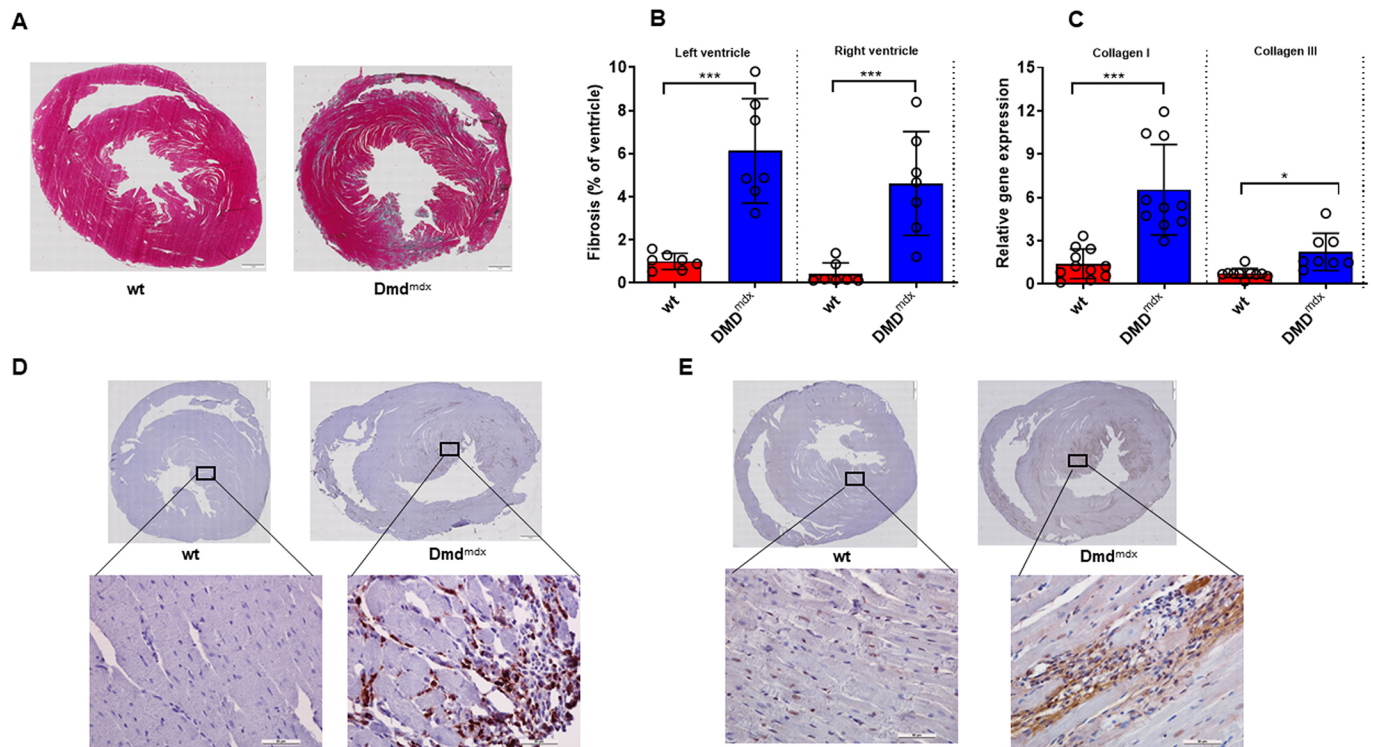 A
wt
Dmdmdx
B
Left ventricle
Right ventricle
Fibrosis (% of ventricle)
10
8
6
4
2
0
***
***
wt
DMDmdx
wt
DMDmdx
C
Collagen I
Collagen III
Relative gene expression
15
12
9
6
3
0
***
*
wt
DMDmdx
wt
DMDmdx
D
wt
Dmdmdx
E
wt
Dmdmdx